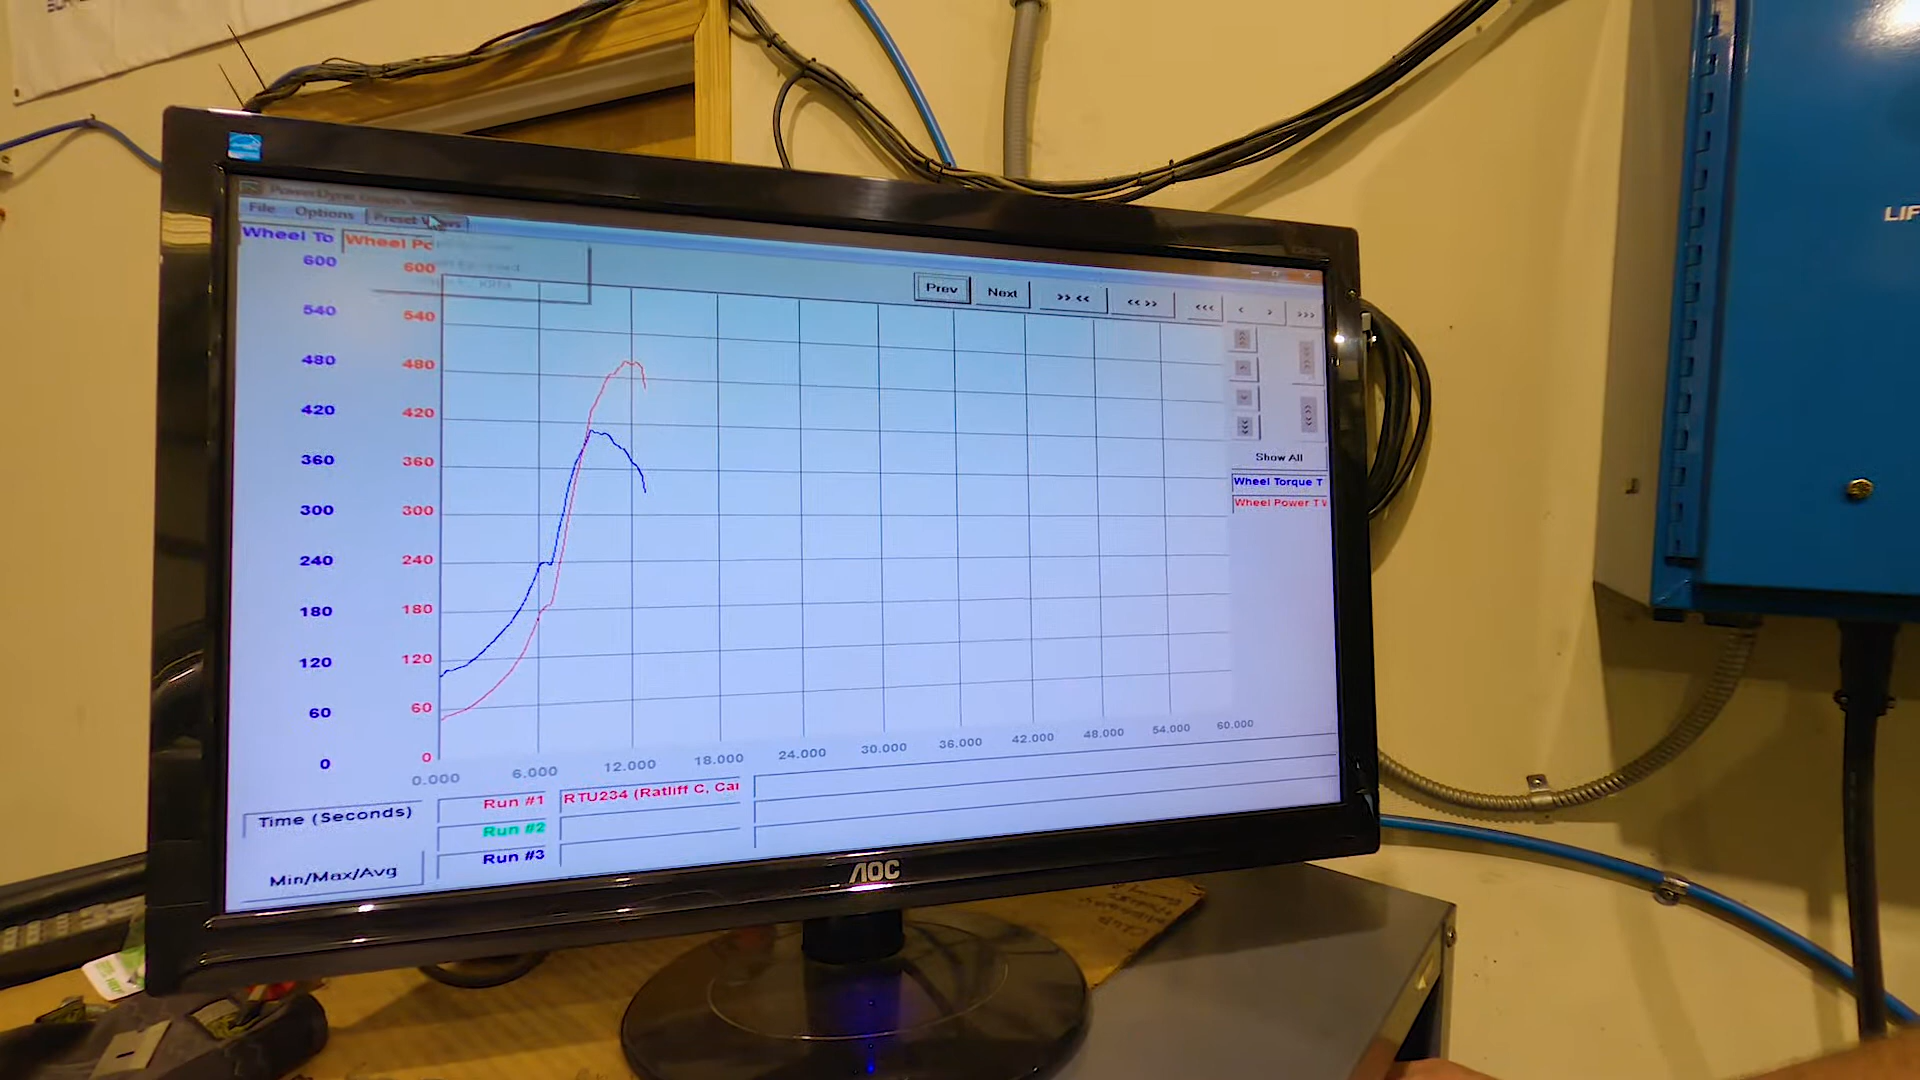 File Options Preset
Wheel To Wheel Po
Prev Next >> << << >> <<< < > >>>
600 600
540 540
480 480
420 420
360 360
300 300
240 240
180 180
120 120
60 60
0 0
0.000 6.000 12.000 18.000 24.000 30.000 36.000 42.000 48.000 54.000 60.000
Show All
Wheel Torque T
Wheel Power T W
Time (Seconds)
Min/Max/Avg
Run #1 RTU234 (Ratliff C, Car
Run #2
Run #3
AOC
LIF